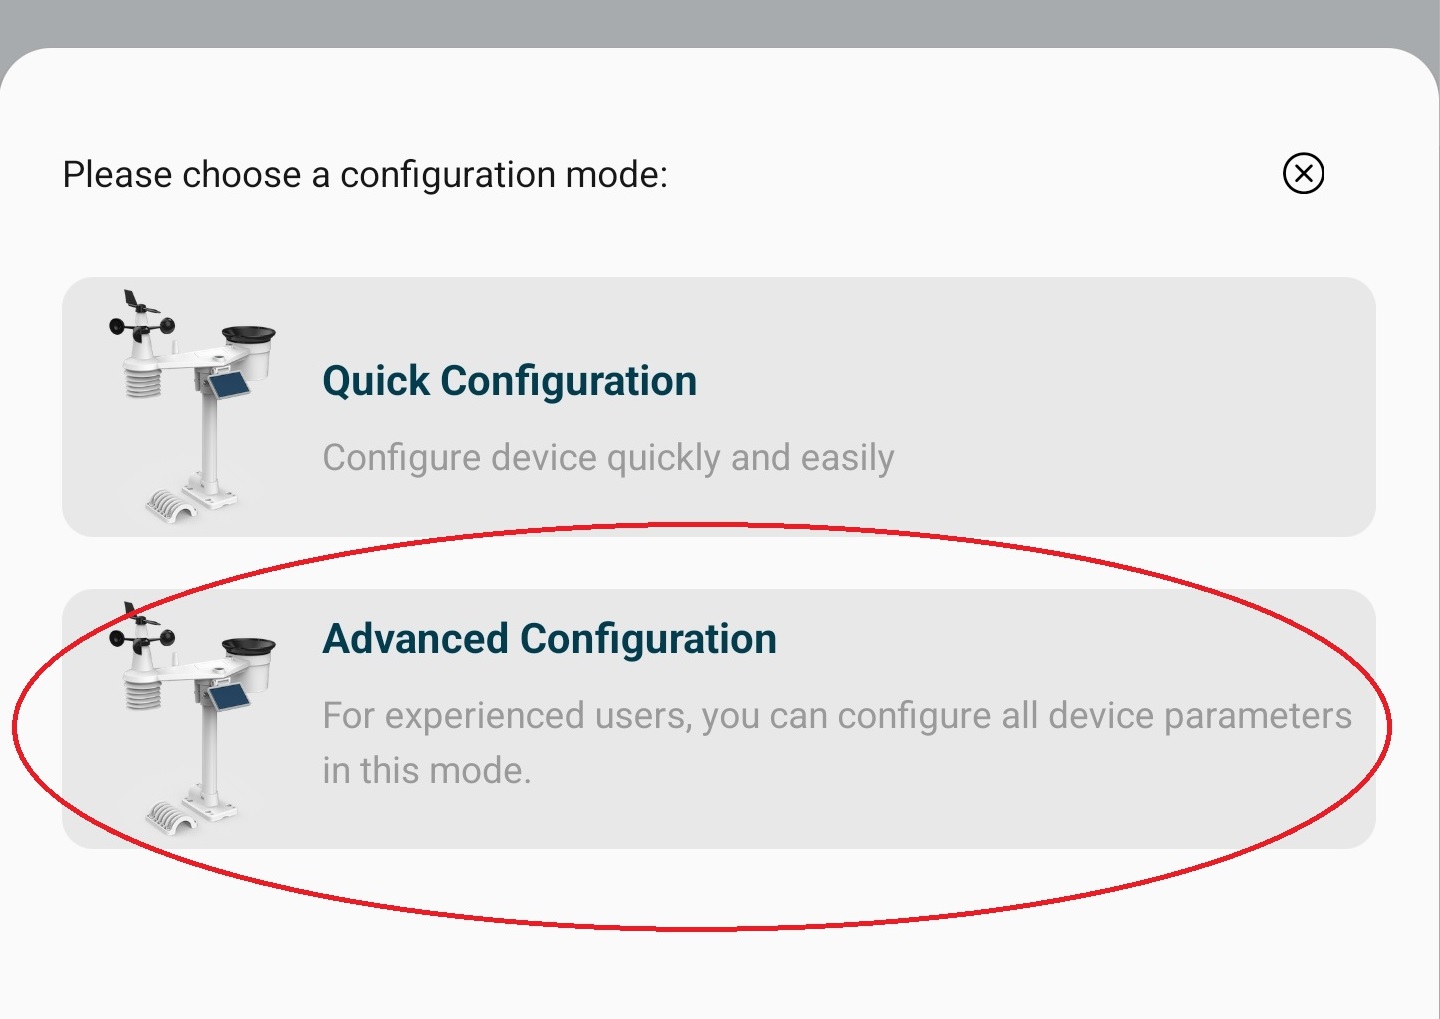 Please choose a configuration mode:
Quick Configuration
Configure device quickly and easily
Advanced Configuration
For experienced users, you can configure all device parameters
in this mode.